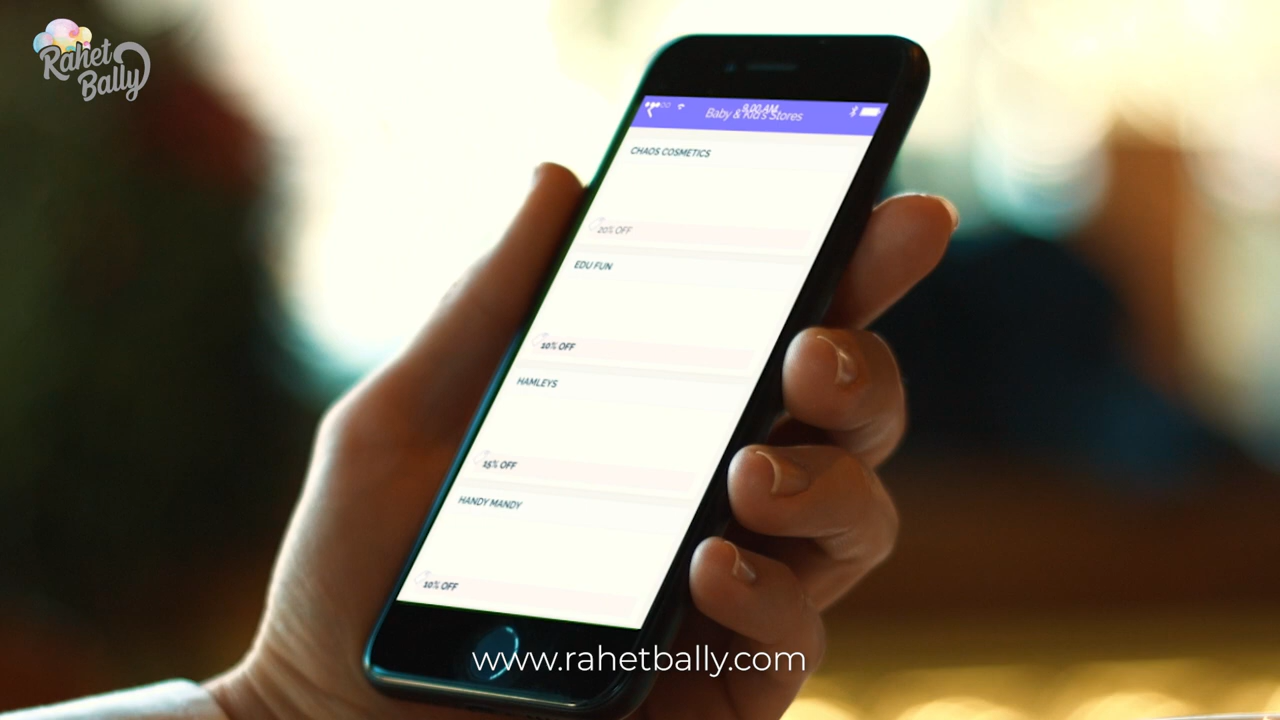 Rahet
Bally
9:00 AM
Baby & Kid's Stores
CHAOS COSMETICS
20% OFF
EDU FUN
10% OFF
HAMLEYS
15% OFF
HANDY MANDY
10% OFF
www.rahetbally.com